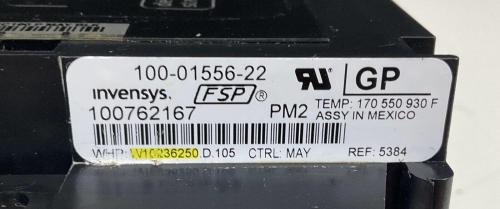 100-01556-22
invensys. FSP ®
GP
100762167
PM2
TEMP: 170 550 930 F
ASSY IN MEXICO
WHP: W10236250.D.105 CTRL: MAY REF: 5384